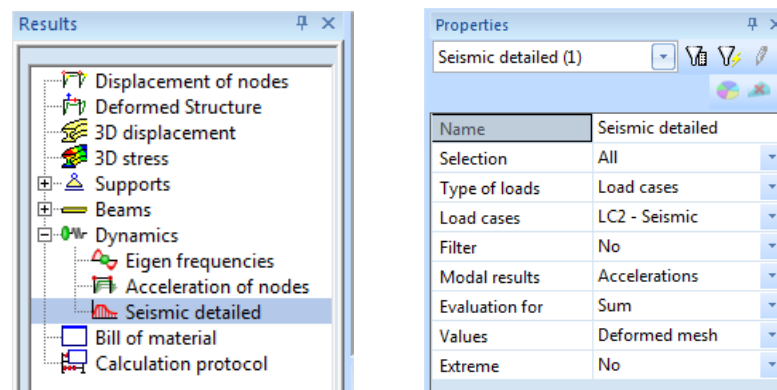 Results
Displacement of nodes
Deformed Structure
3D displacement
3D stress
Supports
Beams
Dynamics
Eigen frequencies
Acceleration of nodes
Seismic detailed
Bill of material
Calculation protocol
Properties
Seismic detailed (1)
Name Seismic detailed
Selection All
Type of loads Load cases
Load cases LC2 - Seismic
Filter No
Modal results Accelerations
Evaluation for Sum
Values Deformed mesh
Extreme No